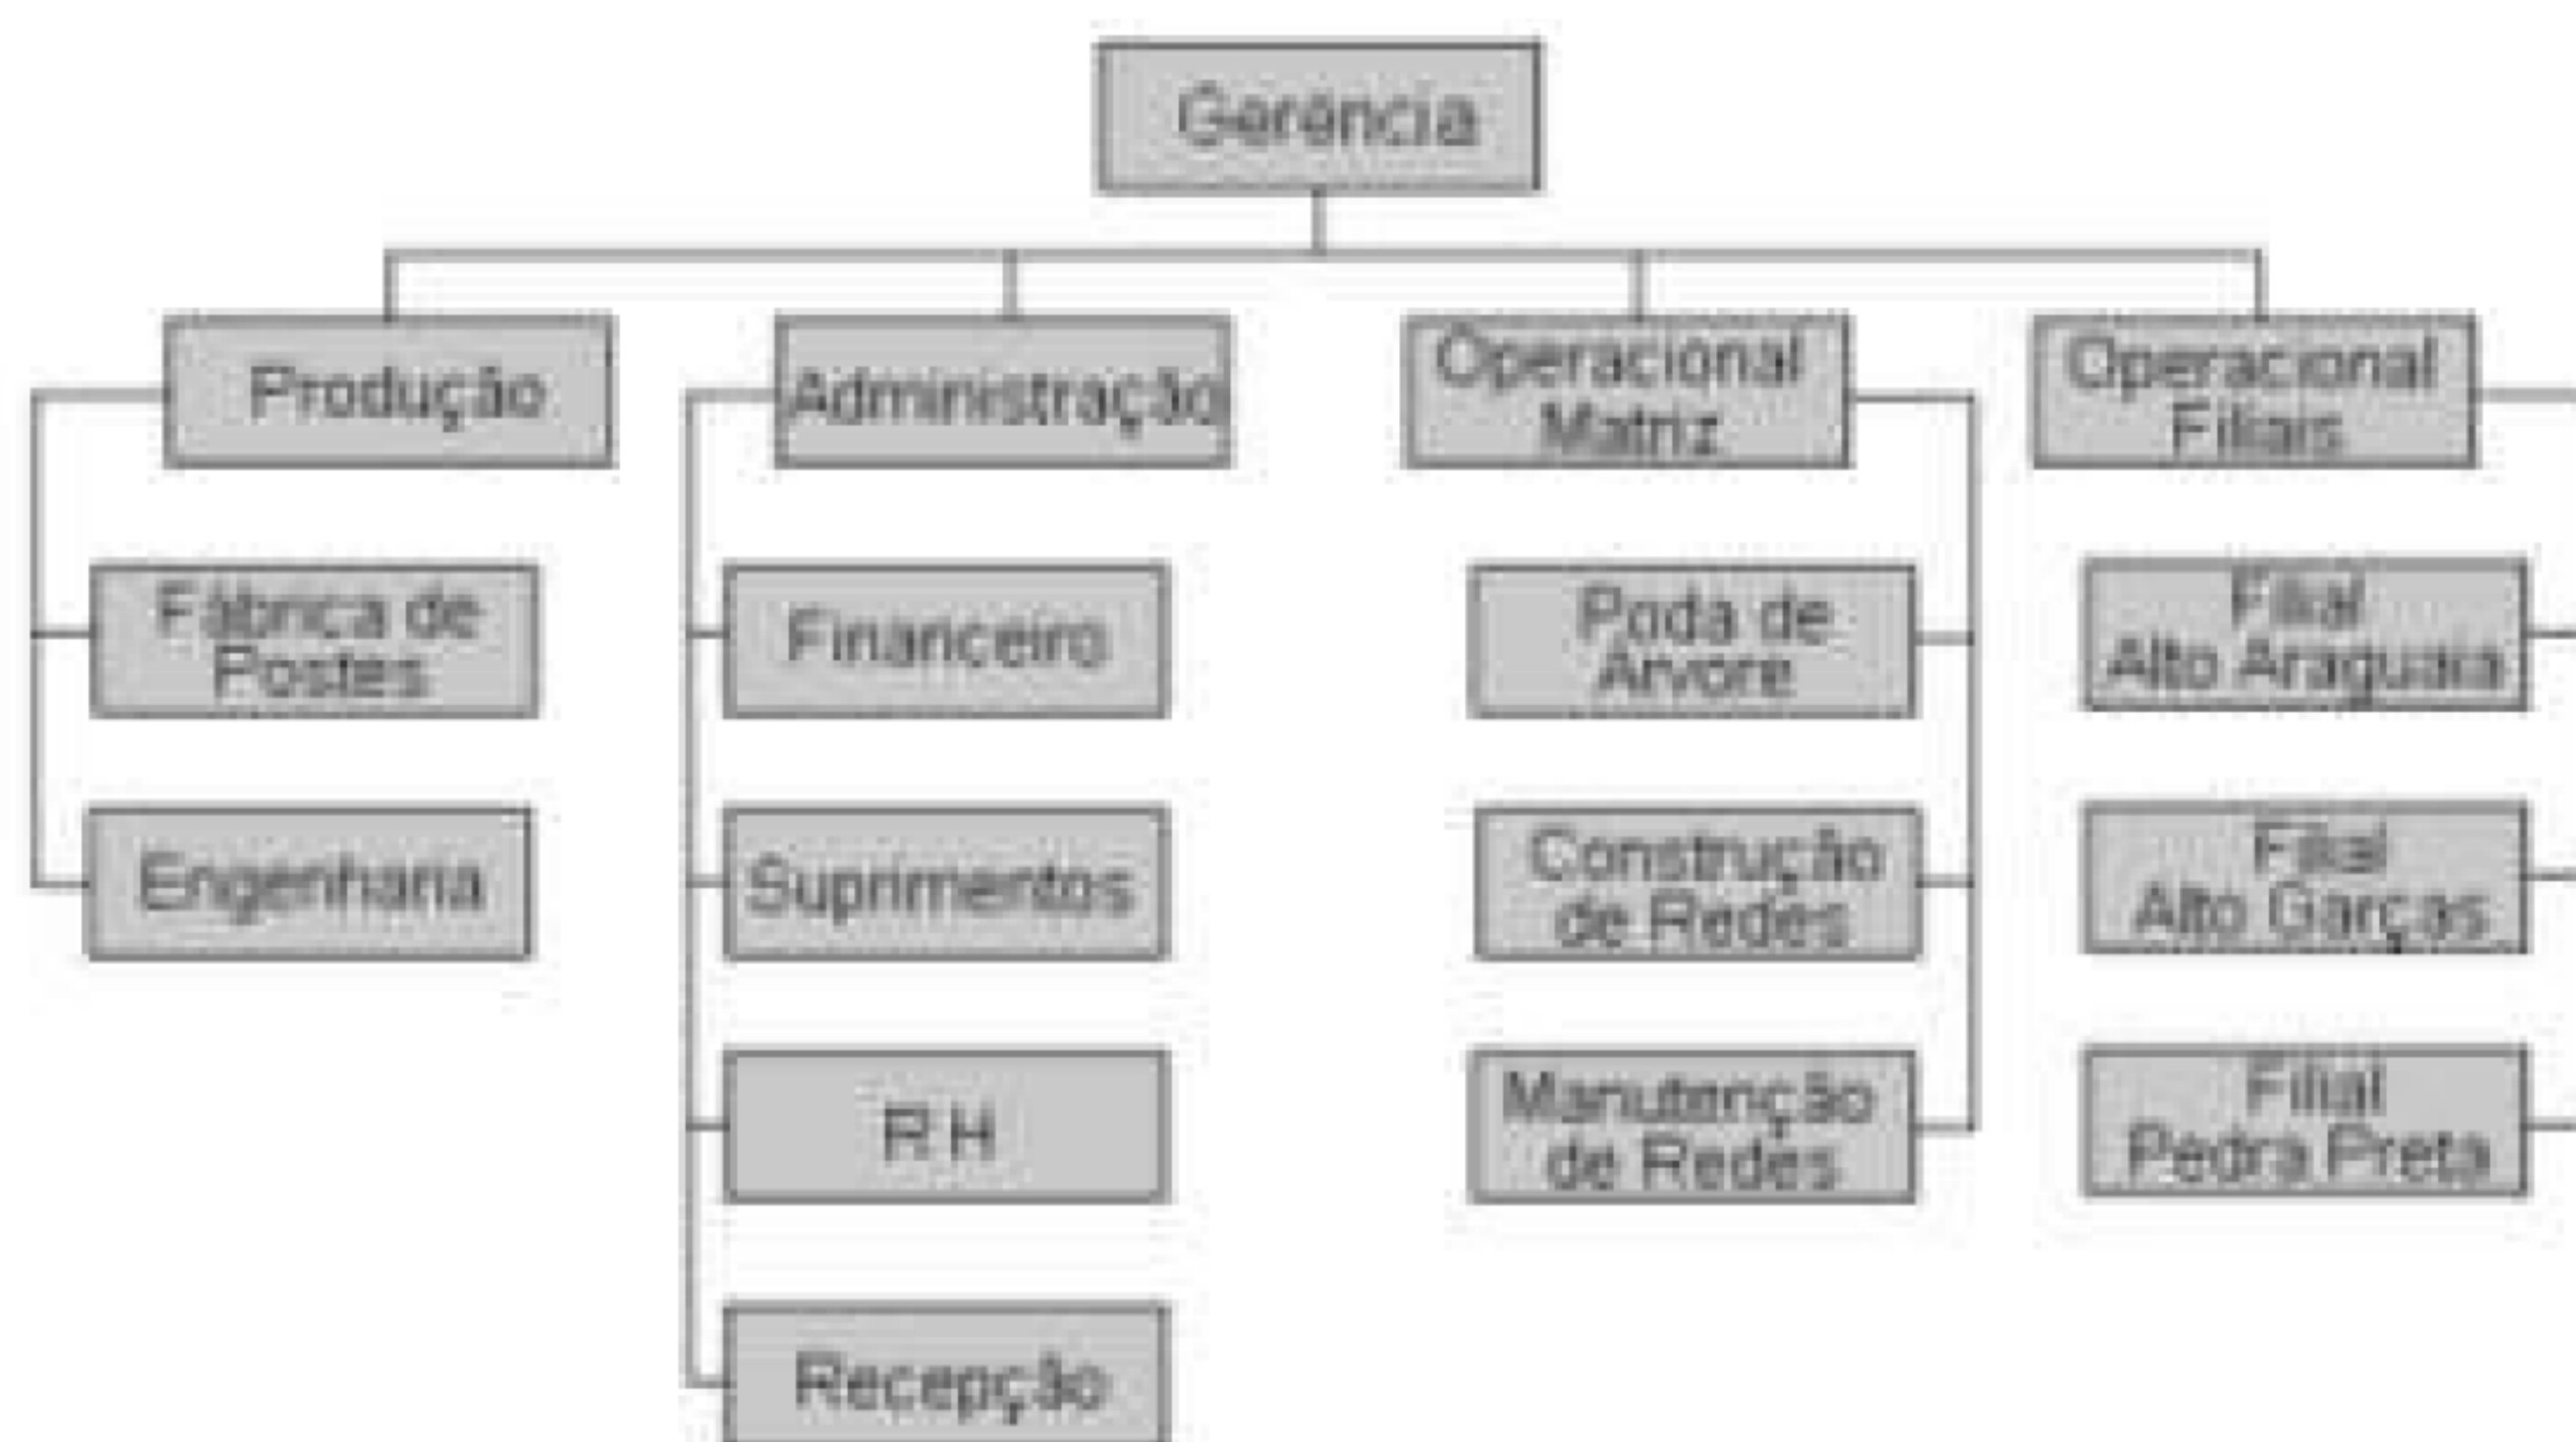 Gerência
Produção
Administração
Operacional
Matriz
Operacional
Filiais
Fábrica de
Postes
Financeiro
Poda de
Arvore
Filial
Alto Araguaia
Engenharia
Suprimentos
Construção
de Redes
Filial
Alto Garças
R H
Manutenção
de Redes
Filial
Pedra Preta
Recepção